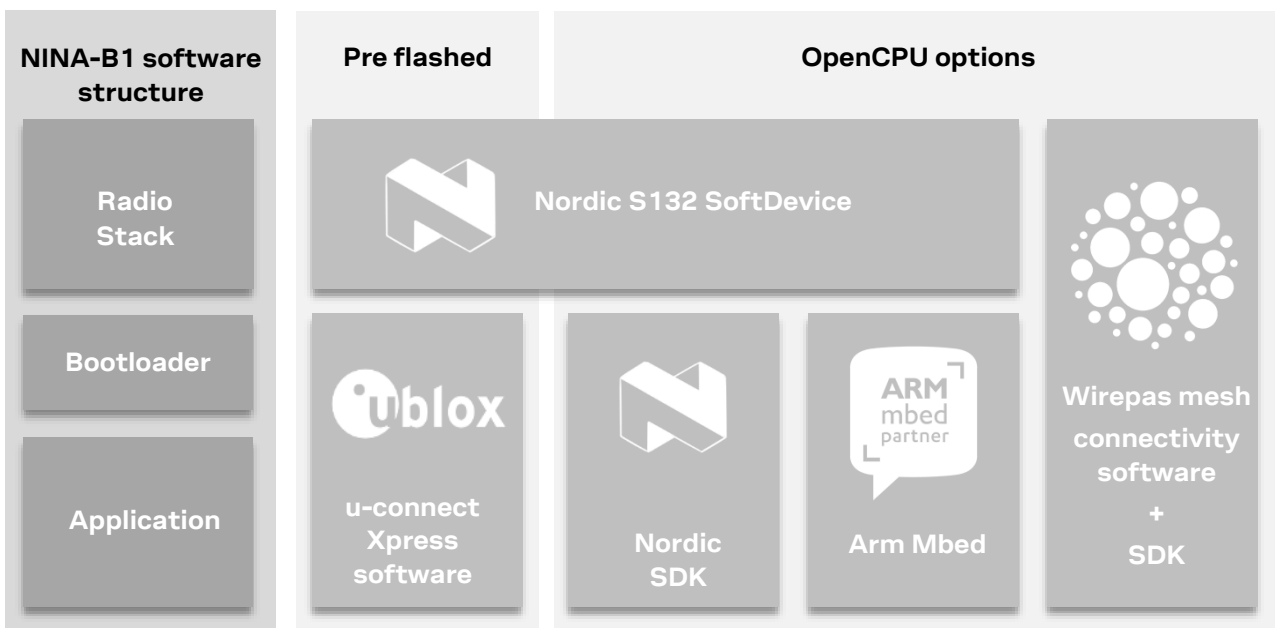 NINA-B1 software
structure
Radio
Stack
Bootloader
Application
Pre flashed
OpenCPU options
Nordic S132 SoftDevice
ublox
u-connect
Xpress
software
Nordic
SDK
ARM
mbed
partner
Arm Mbed
Wirepas mesh
connectivity
software
+
SDK